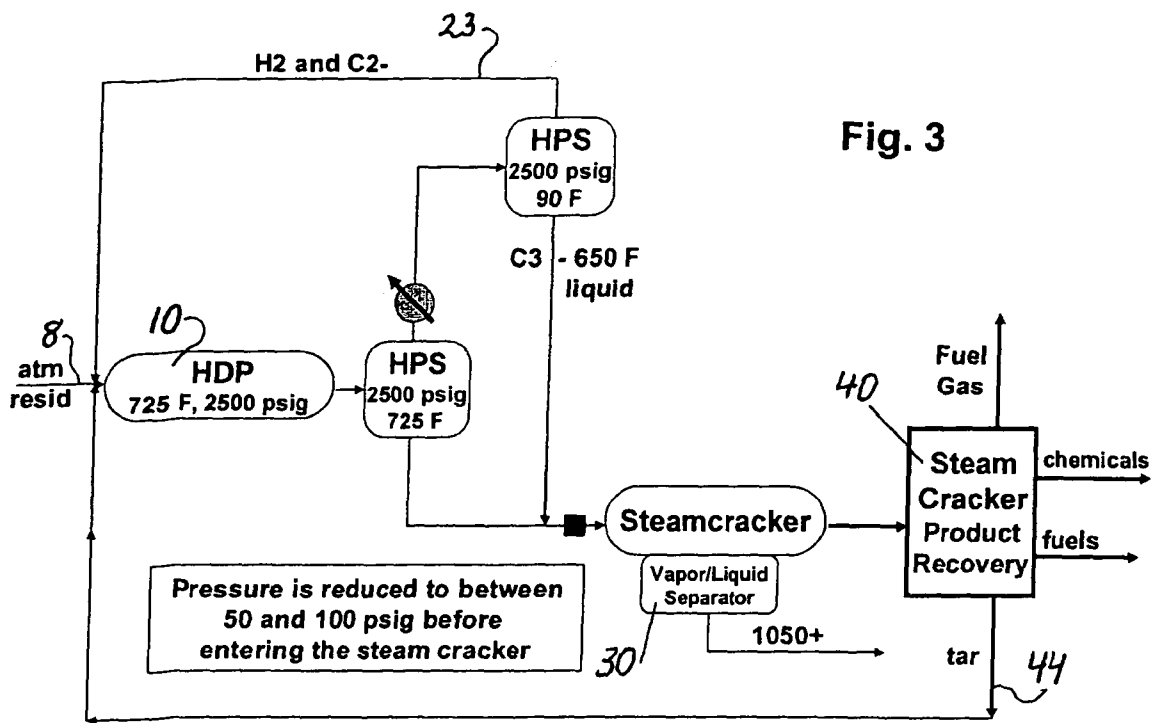 23
H2 and C2-
Fig. 3
HPS
2500 psig
90 F
C3 - 650 F
liquid
8
atm
resid
10
HDP
725 F, 2500 psig
HPS
2500 psig
725 F
Fuel
Gas
40
Steam
Cracker
Product
Recovery
chemicals
fuels
Steamcracker
Vapor/Liquid
Separator
30
1050+
Pressure is reduced to between
50 and 100 psig before
entering the steam cracker
tar
44